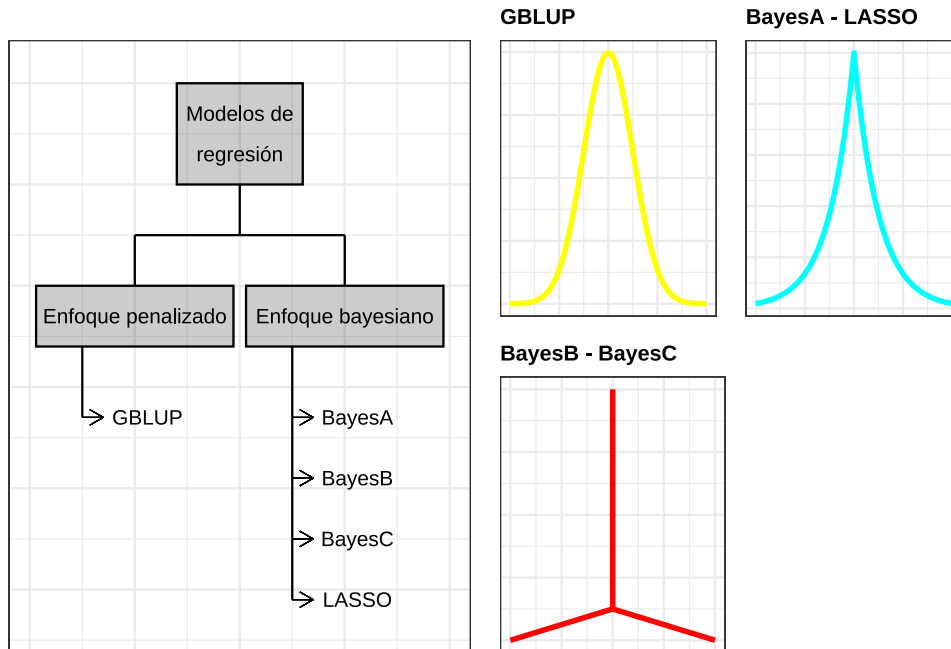 Modelos de
regresión
Enfoque penalizado
Enfoque bayesiano
GBLUP
BayesA
BayesB
BayesC
LASSO
GBLUP
BayesA - LASSO
BayesB - BayesC